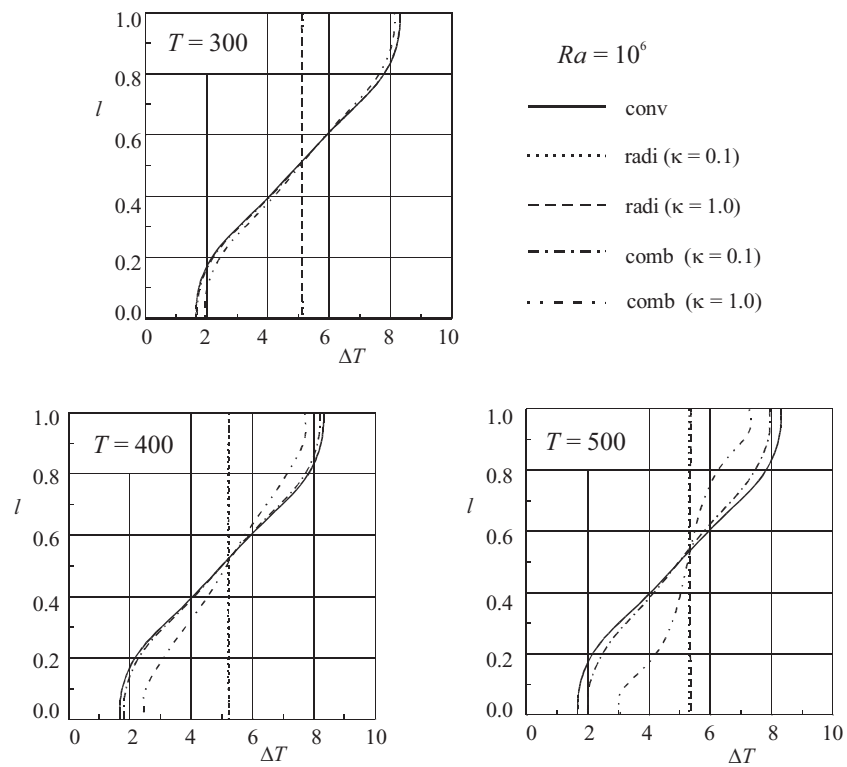 T = 300
1.0
0.8
0.6
0.4
0.2
0.0
l
0 2 4 6 8 10
ΔT
Ra = 10⁶
conv
radi (κ = 0.1)
radi (κ = 1.0)
comb (κ = 0.1)
comb (κ = 1.0)
T = 400
1.0
0.8
0.6
0.4
0.2
0.0
l
0 2 4 6 8 10
ΔT
T = 500
1.0
0.8
0.6
0.4
0.2
0.0
l
0 2 4 6 8 10
ΔT